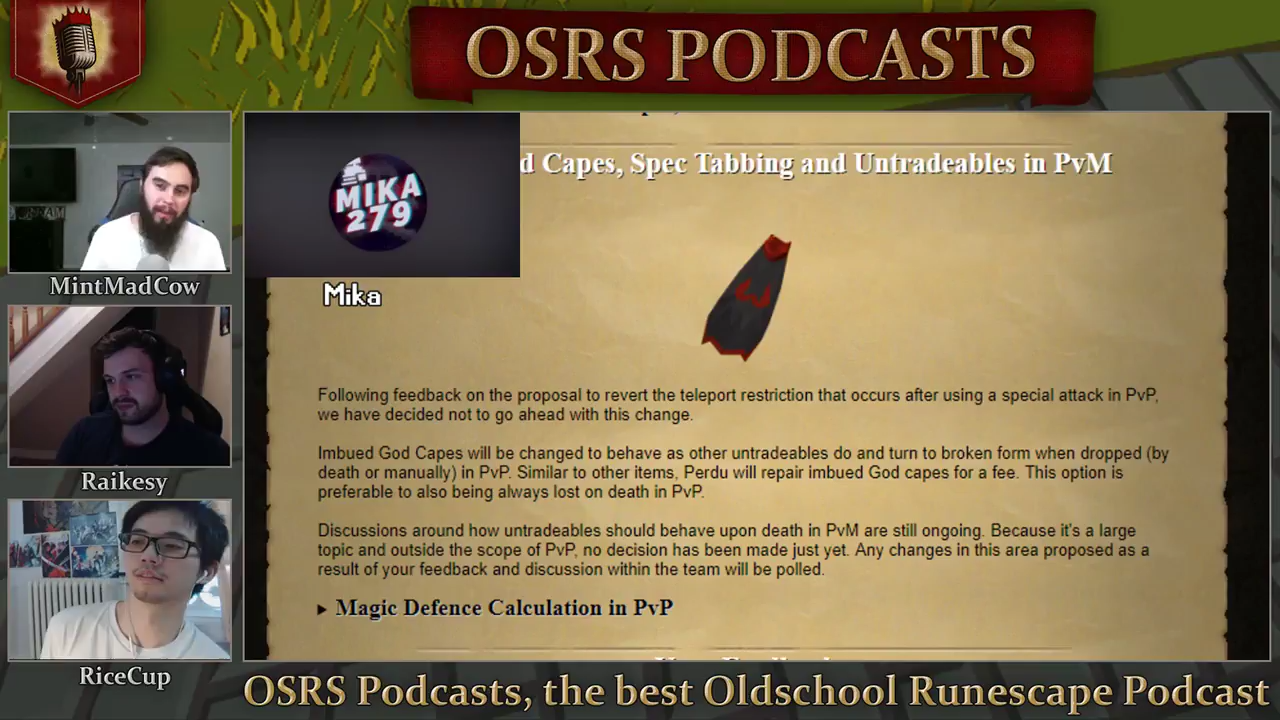 OSRS PODCASTS
d Capes, Spec Tabbing and Untradeables in PvM
MIKA
279
Mika
MintMadCow
Raikesy
RiceCup
Following feedback on the proposal to revert the teleport restriction that occurs after using a special attack in PvP,
we have decided not to go ahead with this change.
Imbued God Capes will be changed to behave as other untradeables do and turn to broken form when dropped (by
death or manually) in PvP. Similar to other items, Perdu will repair imbued God capes for a fee. This option is
preferable to also being always lost on death in PvP.
Discussions around how untradeables should behave upon death in PvM are still ongoing. Because it's a large
topic and outside the scope of PvP, no decision has been made just yet. Any changes in this area proposed as a
result of your feedback and discussion within the team will be polled.
Magic Defence Calculation in PvP
OSRS Podcasts, the best Oldschool Runescape Podcast